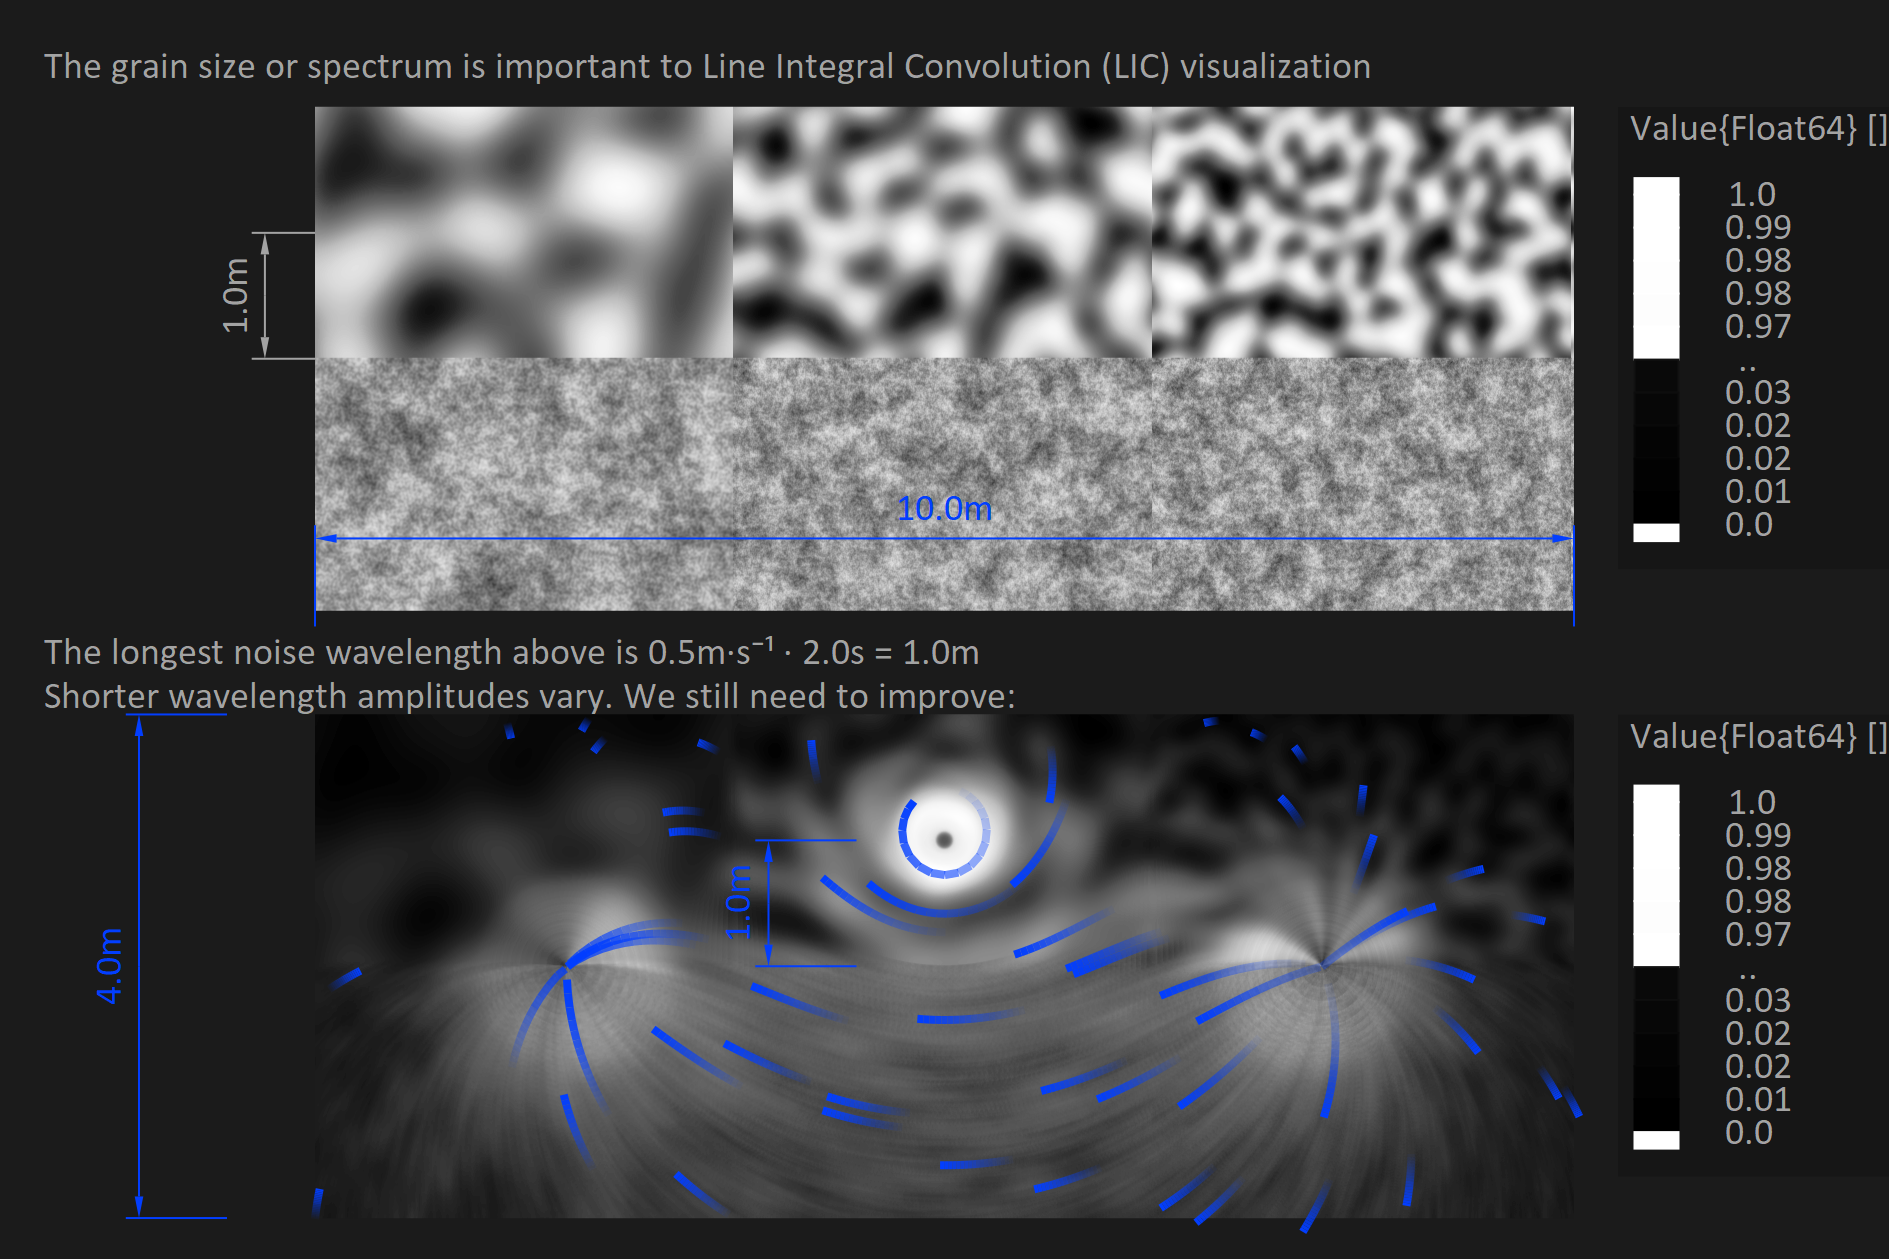 The grain size or spectrum is important to Line Integral Convolution (LIC) visualization
Value{Float64} []
1.0
0.99
0.98
0.98
0.97
..
0.03
0.02
0.02
0.01
0.0
1.0m
10.0m
The longest noise wavelength above is 0.5m·s⁻¹ · 2.0s = 1.0m
Shorter wavelength amplitudes vary. We still need to improve:
Value{Float64} []
1.0
0.99
0.98
0.98
0.97
..
0.03
0.02
0.02
0.01
0.0
1.0m
4.0m